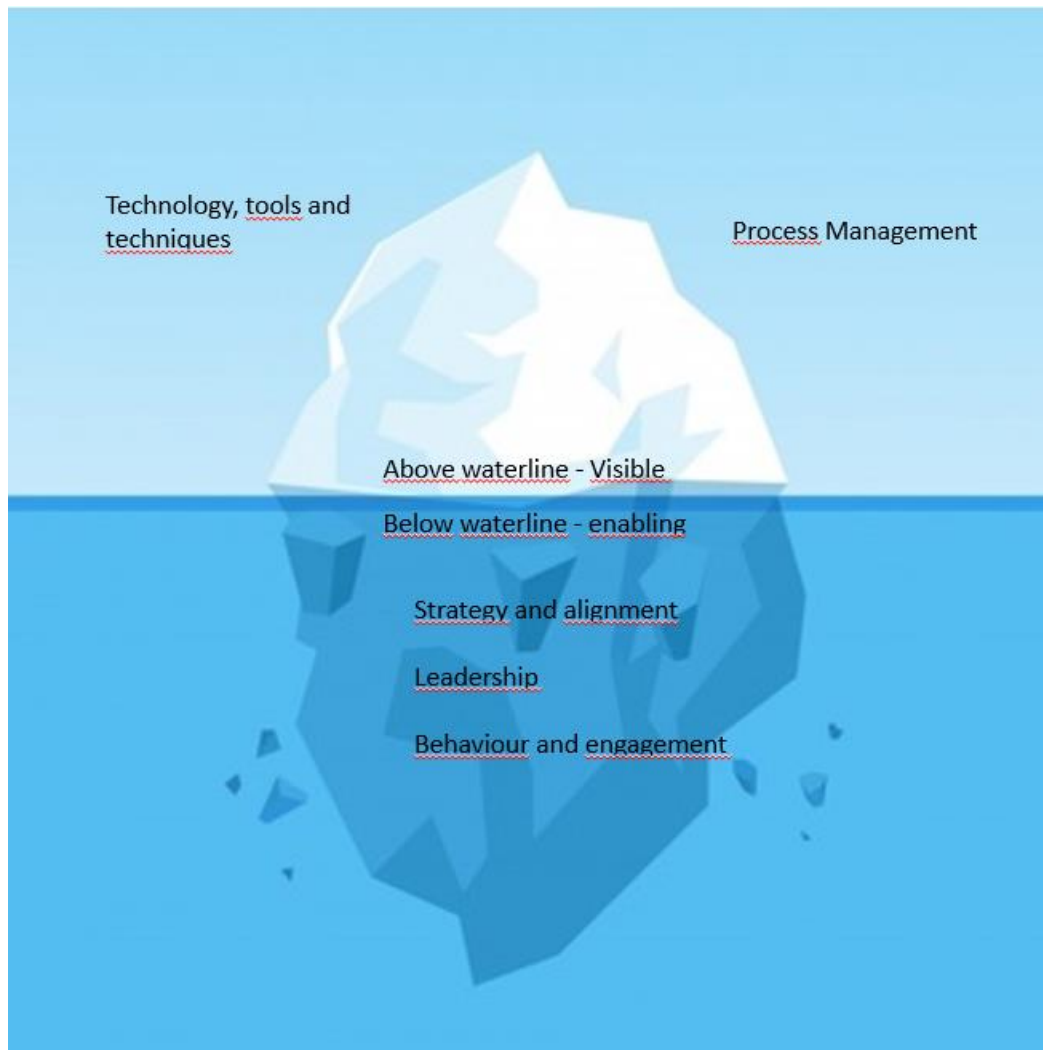 Technology, tools and
techniques
Process Management
Above waterline - Visible
Below waterline - enabling
Strategy and alignment
Leadership
Behaviour and engagement